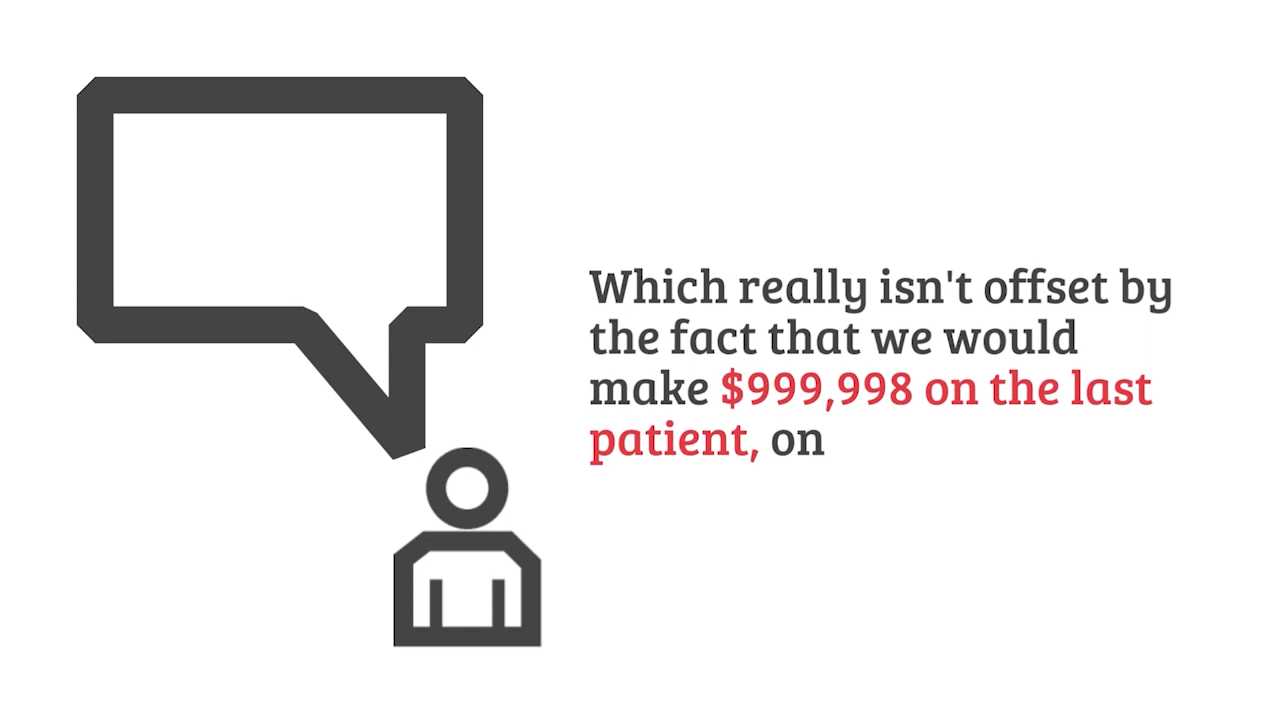 Which really isn't offset by
the fact that we would
make $999,998 on the last
patient, on